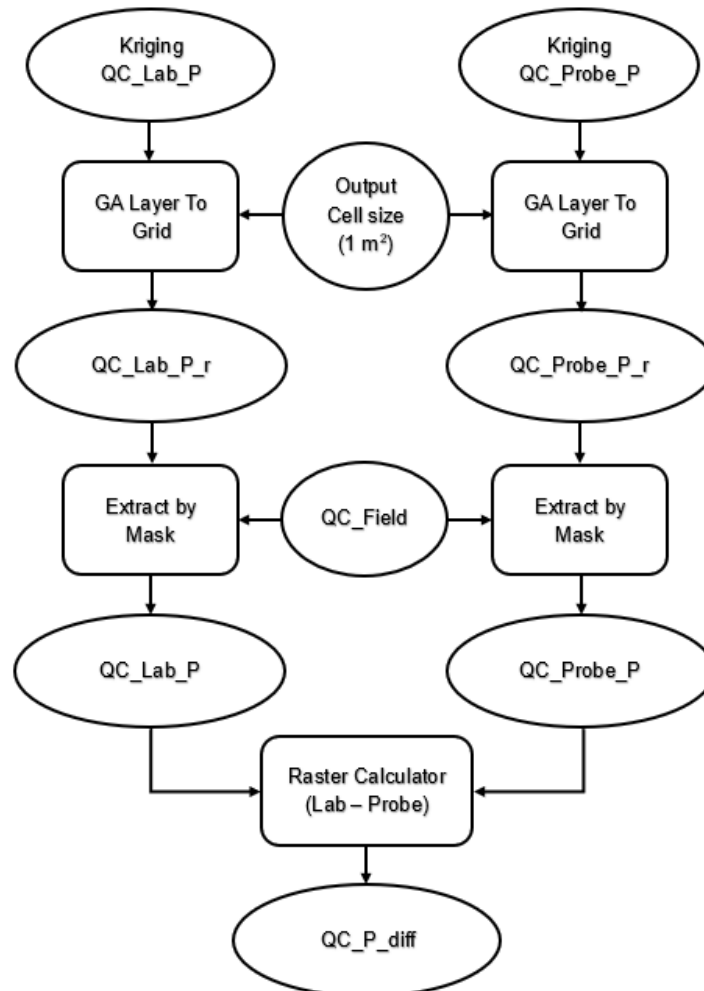 Kriging
QC_Lab_P
Kriging
QC_Probe_P
GA Layer To
Grid
Output
Cell size
(1 m²)
GA Layer To
Grid
QC_Lab_P_r
QC_Probe_P_r
Extract by
Mask
QC_Field
Extract by
Mask
QC_Lab_P
QC_Probe_P
Raster Calculator
(Lab – Probe)
QC_P_diff